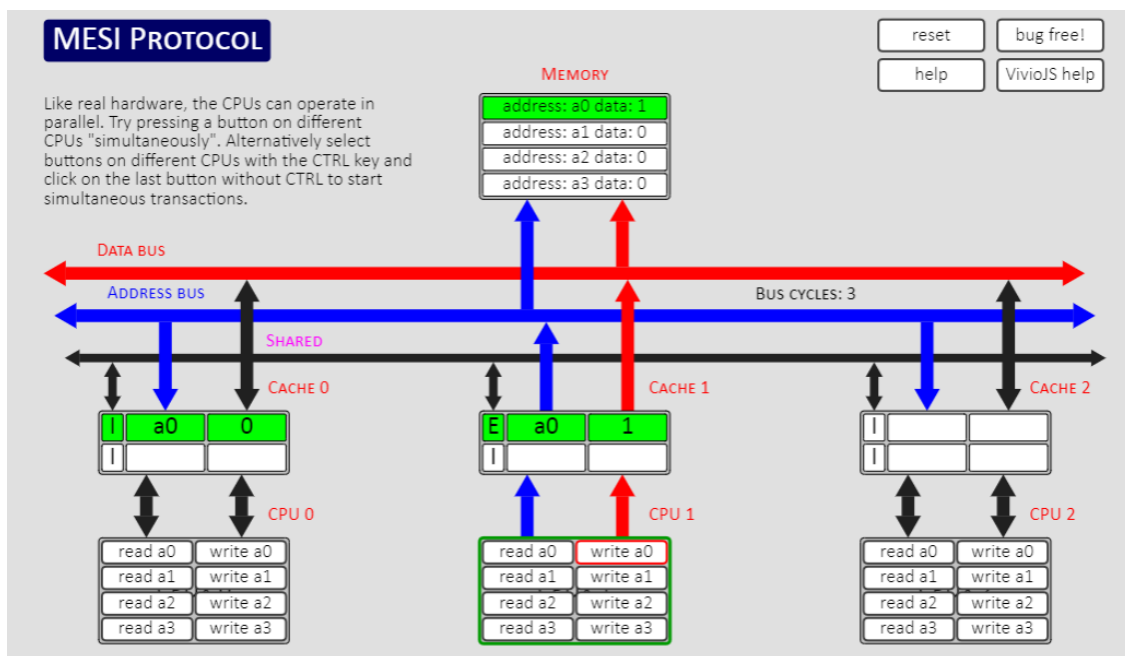 MESI PROTOCOL
reset
bug free!
help
VivioJS help
Like real hardware, the CPUs can operate in
parallel. Try pressing a button on different
CPUs "simultaneously". Alternatively select
buttons on different CPUs with the CTRL key and
click on the last button without CTRL to start
simultaneous transactions.
MEMORY
address: a0 data: 1
address: a1 data: 0
address: a2 data: 0
address: a3 data: 0
DATA BUS
ADDRESS BUS
BUS CYCLES: 3
SHARED
CACHE 0
I a0 0
I
CPU 0
read a0 write a0
read a1 write a1
read a2 write a2
read a3 write a3
CACHE 1
E a0 1
I
CPU 1
read a0 write a0
read a1 write a1
read a2 write a2
read a3 write a3
CACHE 2
I
I
CPU 2
read a0 write a0
read a1 write a1
read a2 write a2
read a3 write a3